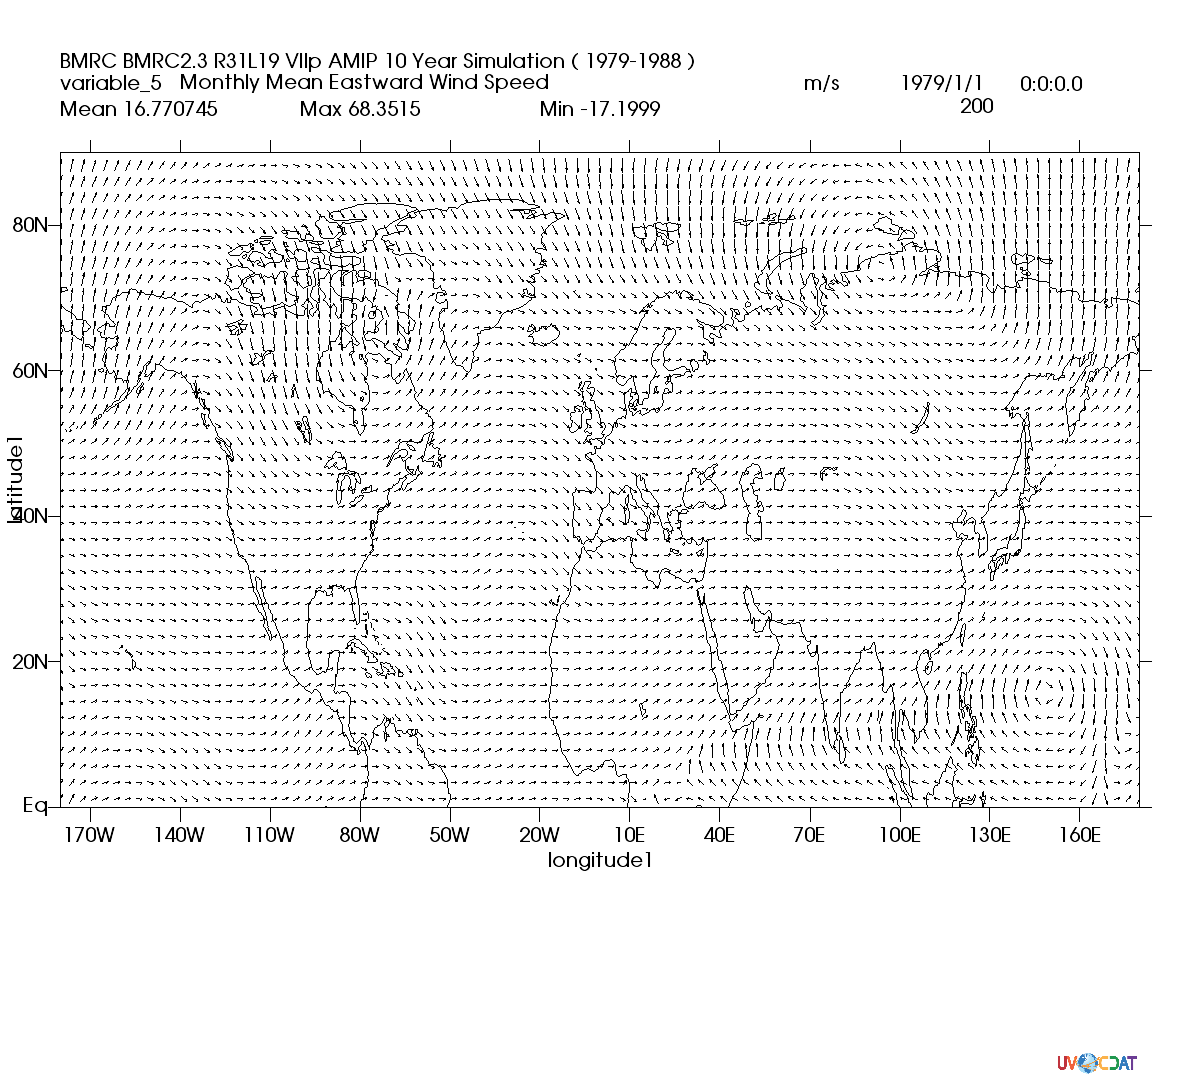 BMRC BMRC2.3 R31L19 VIIp AMIP 10 Year Simulation ( 1979-1988 )
variable_5 Monthly Mean Eastward Wind Speed m/s 1979/1/1 0:0:0.0
Mean 16.770745 Max 68.3515 Min -17.1999 200
80N
60N
latitude1
40N
20N
Eq
170W 140W 110W 80W 50W 20W 10E 40E 70E 100E 130E 160E
longitude1
UVCDAT